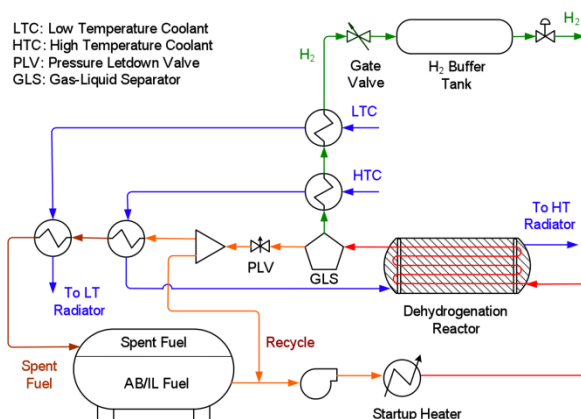 LTC: Low Temperature Coolant
HTC: High Temperature Coolant
PLV: Pressure Letdown Valve
GLS: Gas-Liquid Separator
H₂
H₂
Gate
Valve
H₂ Buffer
Tank
LTC
HTC
To HT
Radiator
PLV
GLS
To LT
Radiator
Dehydrogenation
Reactor
Spent Fuel
Recycle
Spent
Fuel
AB/IL Fuel
Startup Heater